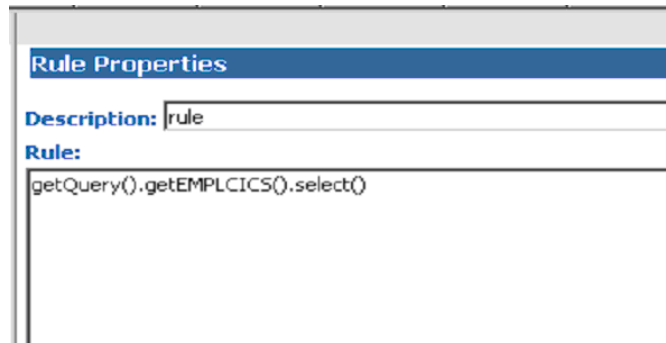 Rule Properties
Description: rule
Rule:
getQuery().getEMPLCICS().select()